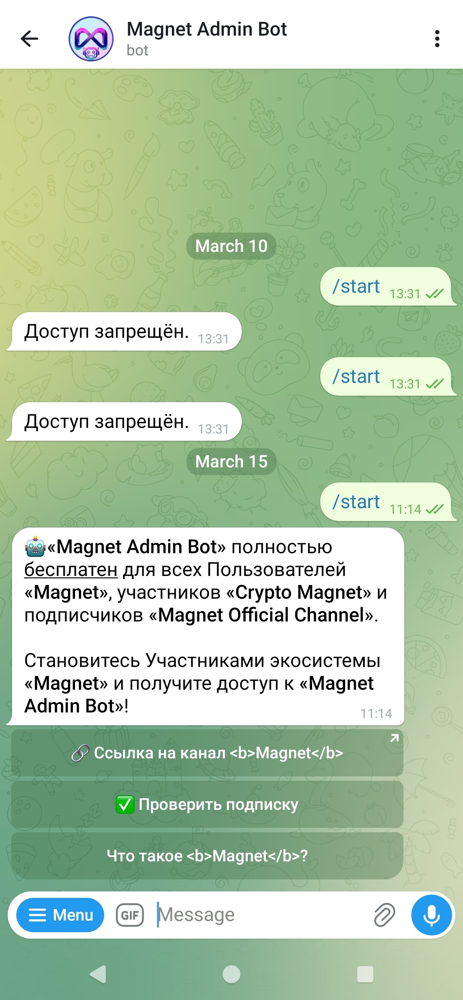 Magnet Admin Bot
bot
March 10
/start 13:31
Доступ запрещён. 13:31
/start 13:31
Доступ запрещён. 13:31
March 15
/start 11:14
🤖«Magnet Admin Bot» полностью
бесплатен для всех Пользователей
«Magnet», участников «Crypto Magnet» и
подписчиков «Magnet Official Channel».
Становитесь Участниками экосистемы
«Magnet» и получите доступ к «Magnet
Admin Bot»!
11:14
🔗 Ссылка на канал <b>Magnet</b>
✅ Проверить подписку
Что такое <b>Magnet</b>?
Menu GIF Message